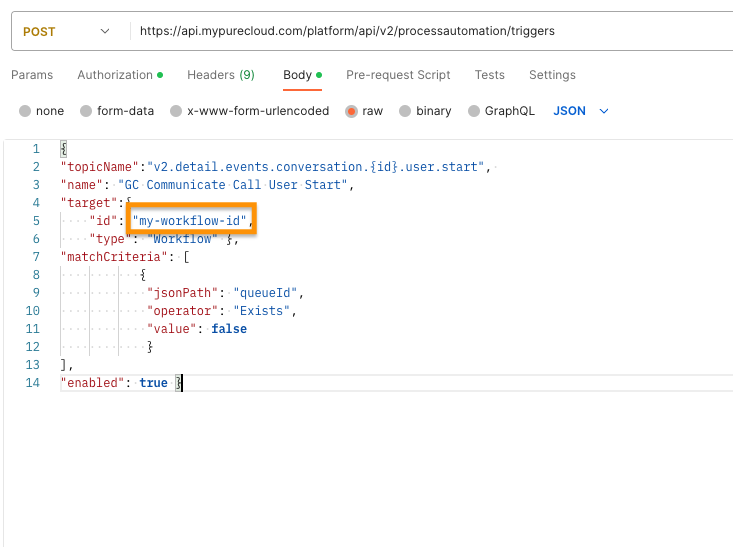 POST https://api.mypurecloud.com/platform/api/v2/processautomation/triggers
Params Authorization Headers (9) Body Pre-request Script Tests Settings
none form-data x-www-form-urlencoded raw binary GraphQL JSON
1 {
2 "topicName":"v2.detail.events.conversation.{id}.user.start",
3 "name": "GC Communicate Call User Start",
4 "target":{
5 "id": "my-workflow-id",
6 "type": "Workflow" },
7 "matchCriteria": [
8 {
9 "jsonPath": "queueId",
10 "operator": "Exists",
11 "value": false
12 }
13 ],
14 "enabled": true }